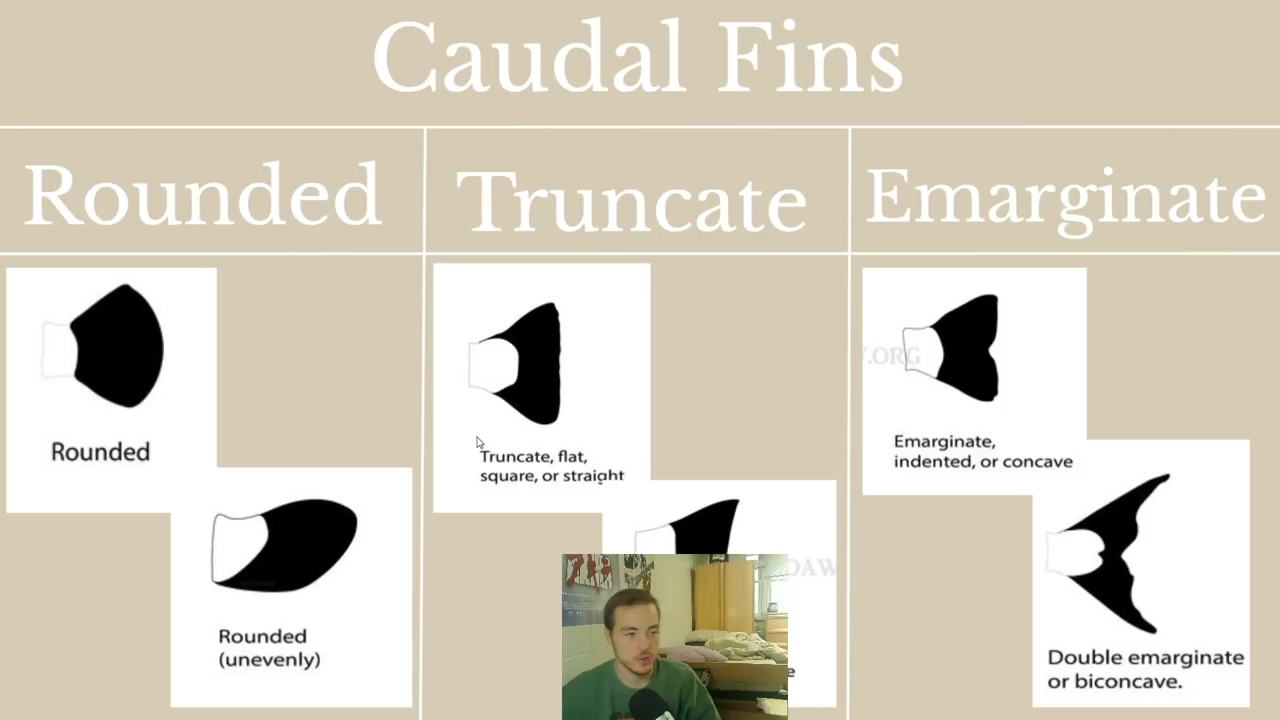 Caudal Fins
Rounded
Truncate
Emarginate
Rounded
Rounded
(unevenly)
Truncate, flat,
square, or straight
.ORG
Emarginate,
indented, or concave
Double emarginate
or biconcave.